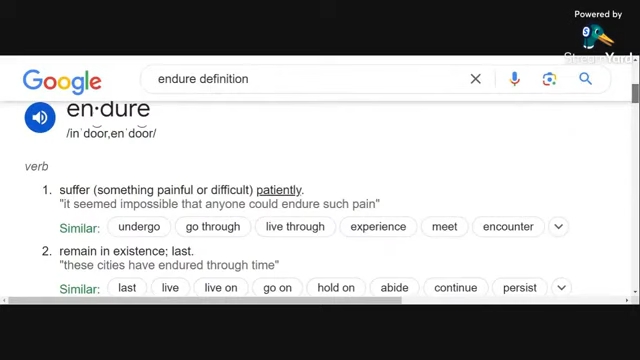 Powered by
StreamYard
Google
endure definition
en·dure
/inˈdo͝or,enˈdo͝or/
verb
1. suffer (something painful or difficult) patiently.
"it seemed impossible that anyone could endure such pain"
Similar: undergo go through live through experience meet encounter
2. remain in existence; last.
"these cities have endured through time"
Similar: last live live on go on hold on abide continue persist